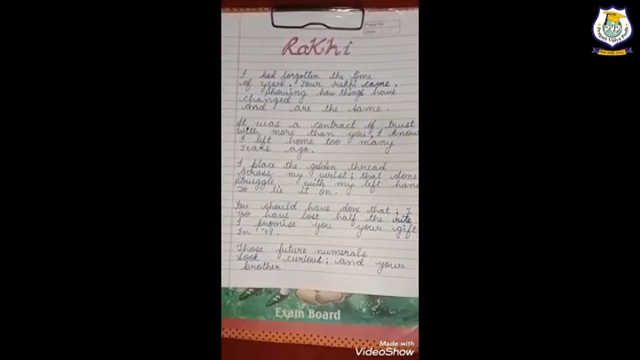 Rakhi
I had forgotten the time
of years. Your rakhi came,
showing how things have
changed
And are the same.
It was a contract of trust
With more than you. I know
I left home too many
Years ago.
I place the golden thread
Across my wrist; that done
struggle with my left hand
To tie it on.
You should have done that; I
Too have lost half the rite
I promise you your gift
In '98.
Those future numerals
Look curious; and your
brother
Exam Board
Made with
VideoShow
PVP